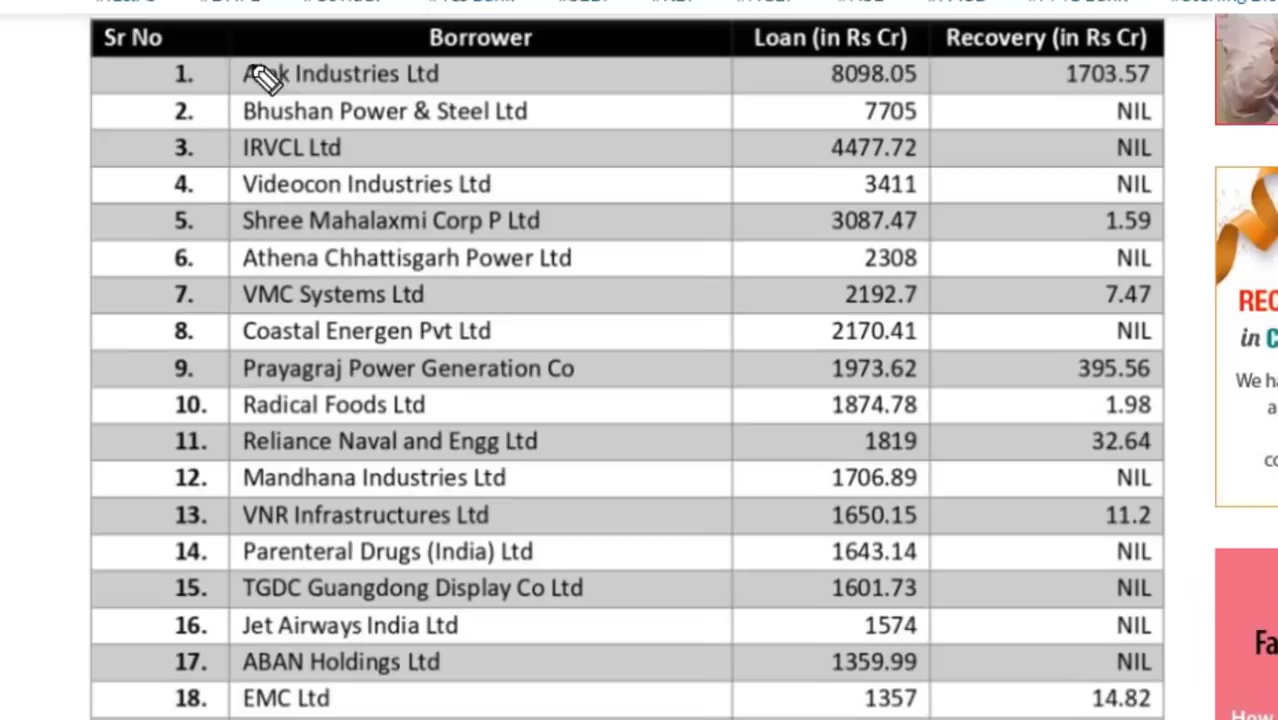 Sr No Borrower Loan (in Rs Cr) Recovery (in Rs Cr)
1. Industries Ltd 8098.05 1703.57
2. Bhushan Power & Steel Ltd 7705 NIL
3. IRVCL Ltd 4477.72 NIL
4. Videocon Industries Ltd 3411 NIL
5. Shree Mahalaxmi Corp P Ltd 3087.47 1.59
6. Athena Chhattisgarh Power Ltd 2308 NIL
7. VMC Systems Ltd 2192.7 7.47
8. Coastal Energen Pvt Ltd 2170.41 NIL
9. Prayagraj Power Generation Co 1973.62 395.56
10. Radical Foods Ltd 1874.78 1.98
11. Reliance Naval and Engg Ltd 1819 32.64
12. Mandhana Industries Ltd 1706.89 NIL
13. VNR Infrastructures Ltd 1650.15 11.2
14. Parenteral Drugs (India) Ltd 1643.14 NIL
15. TGDC Guangdong Display Co Ltd 1601.73 NIL
16. Jet Airways India Ltd 1574 NIL
17. ABAN Holdings Ltd 1359.99 NIL
18. EMC Ltd 1357 14.82
REC
in C
We ha
a
co
Fa
How